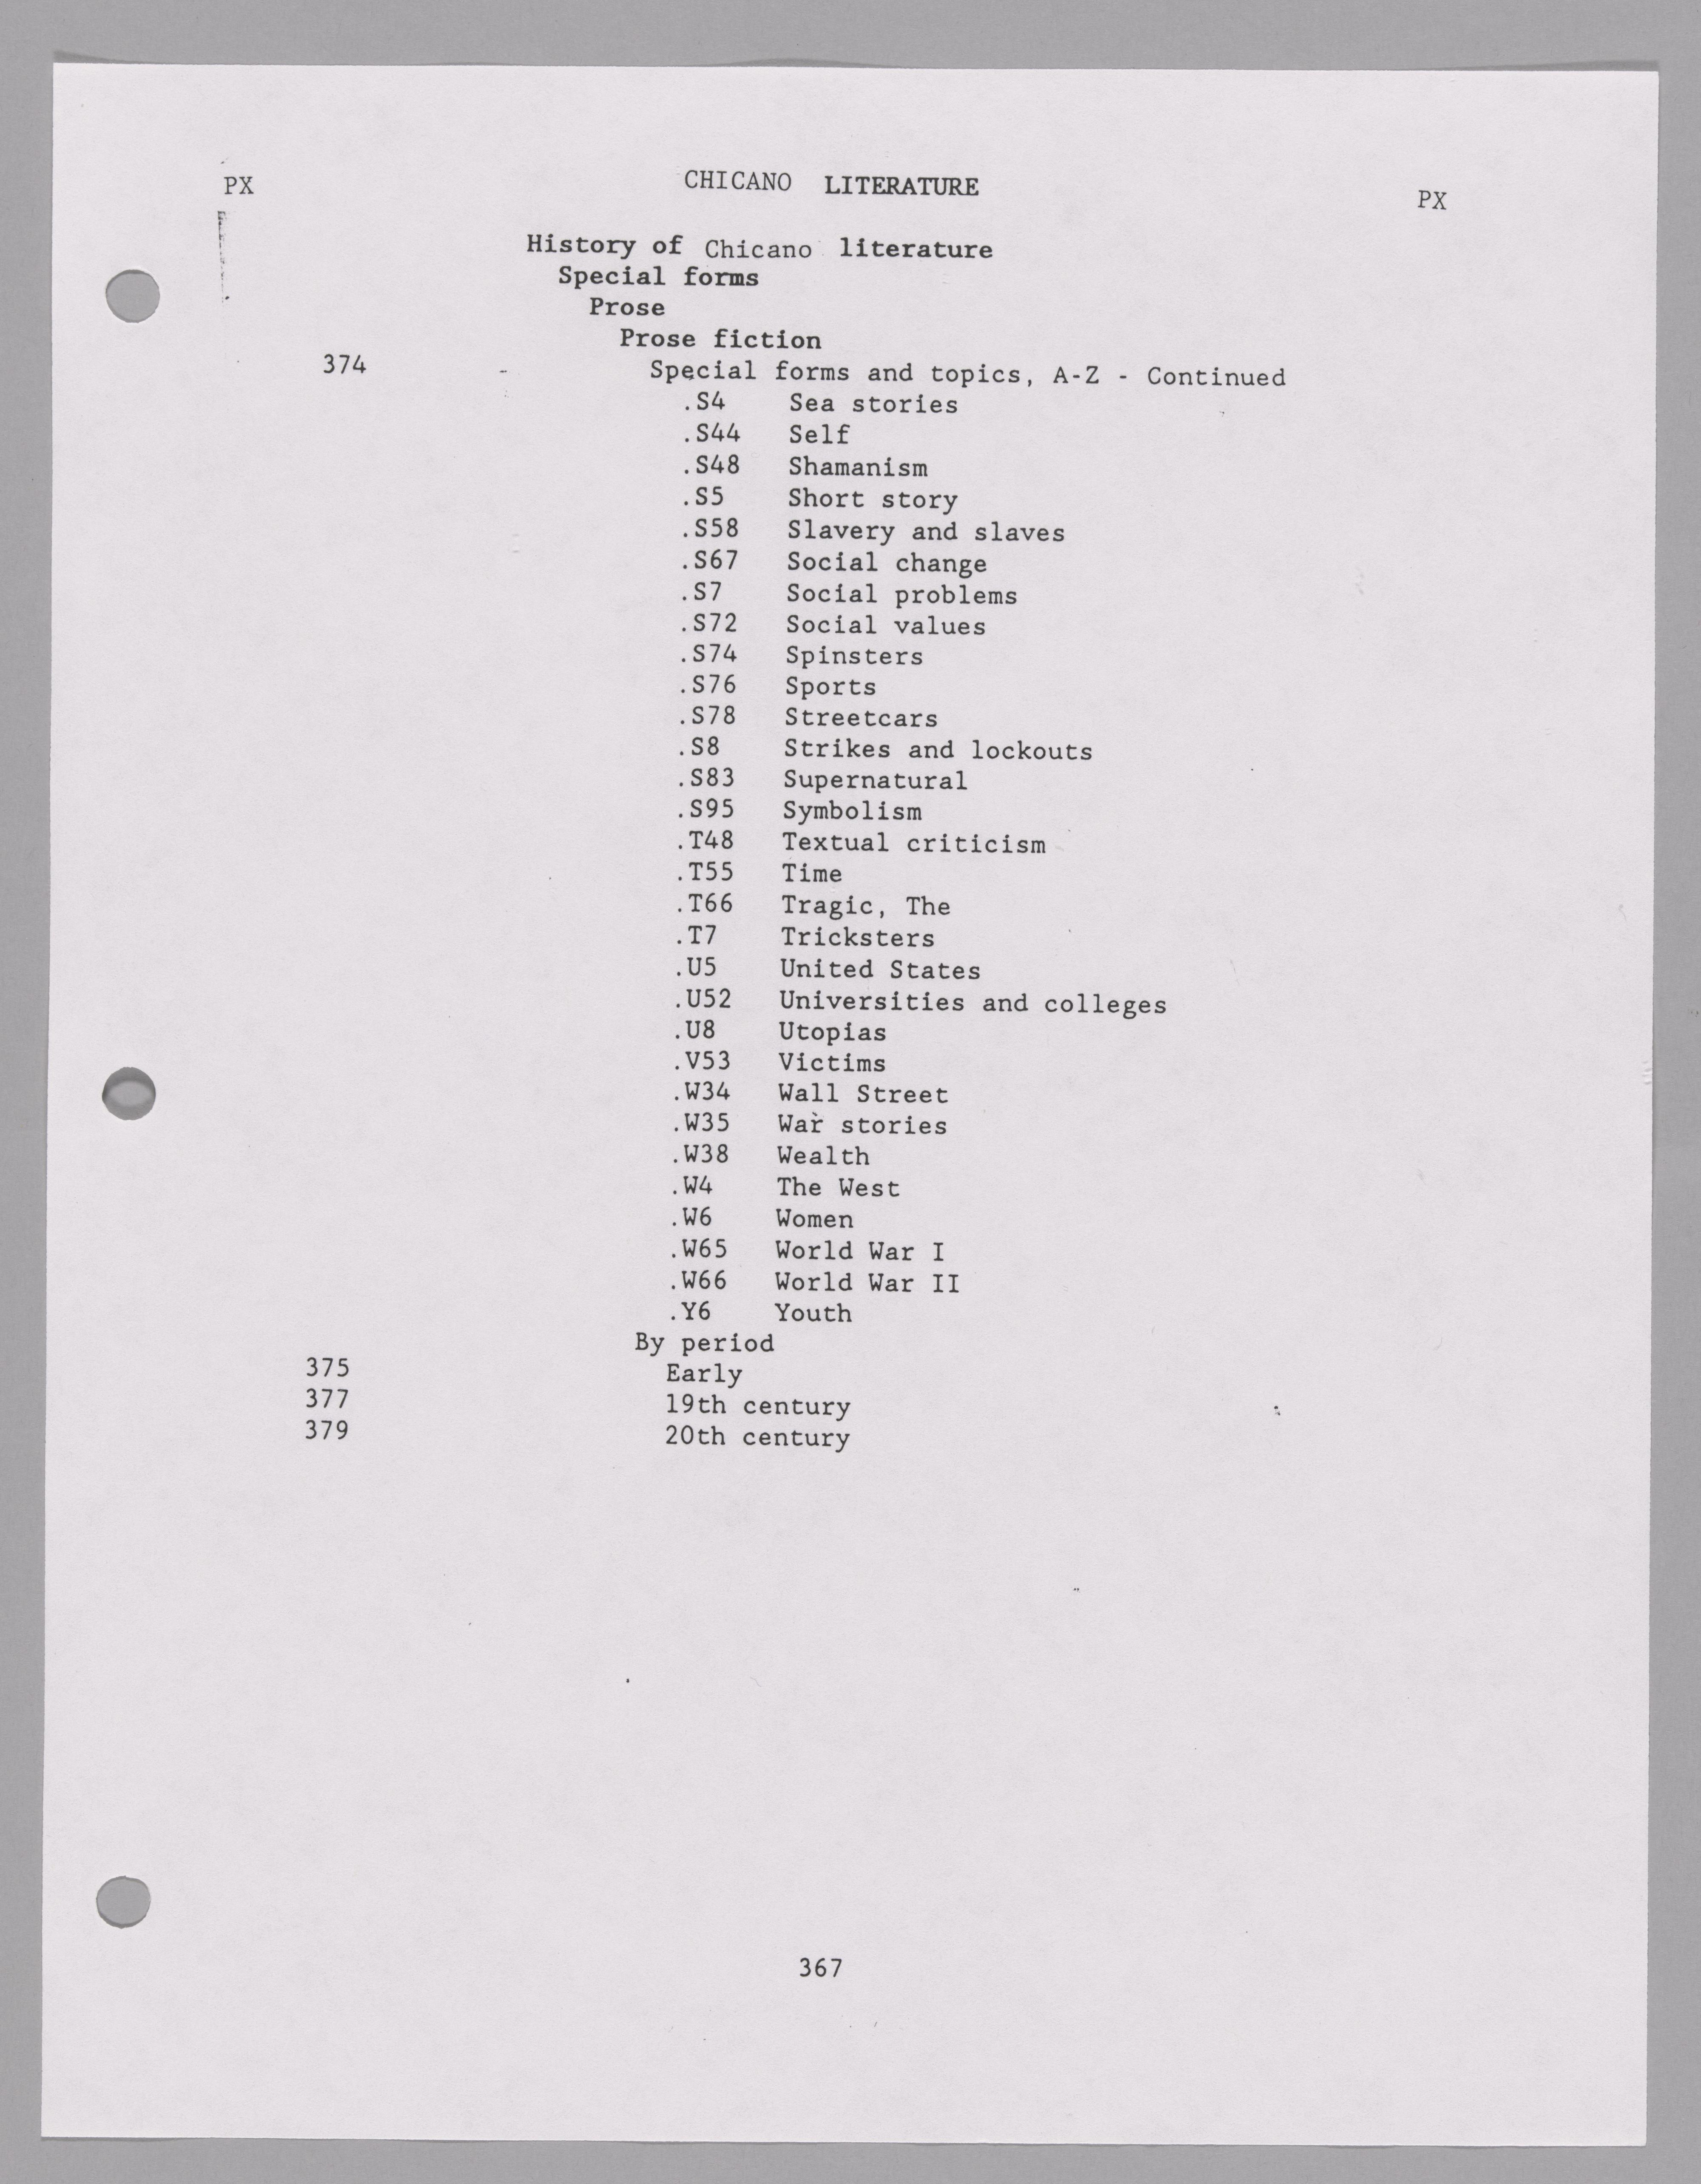 PX CHICANO LITERATURE PX
History of Chicano literature
Special forms
Prose
Prose fiction
374 Special forms and topics, A-Z - Continued
.S4 Sea stories
.S44 Self
.S48 Shamanism
.S5 Short story
.S58 Slavery and slaves
.S67 Social change
.S7 Social problems
.S72 Social values
.S74 Spinsters
.S76 Sports
.S78 Streetcars
.S8 Strikes and lockouts
.S83 Supernatural
.S95 Symbolism
.T48 Textual criticism
.T55 Time
.T66 Tragic, The
.T7 Tricksters
.U5 United States
.U52 Universities and colleges
.U8 Utopias
.V53 Victims
.W34 Wall Street
.W35 War stories
.W38 Wealth
.W4 The West
.W6 Women
.W65 World War I
.W66 World War II
.Y6 Youth
By period
375 Early
377 19th century
379 20th century
367